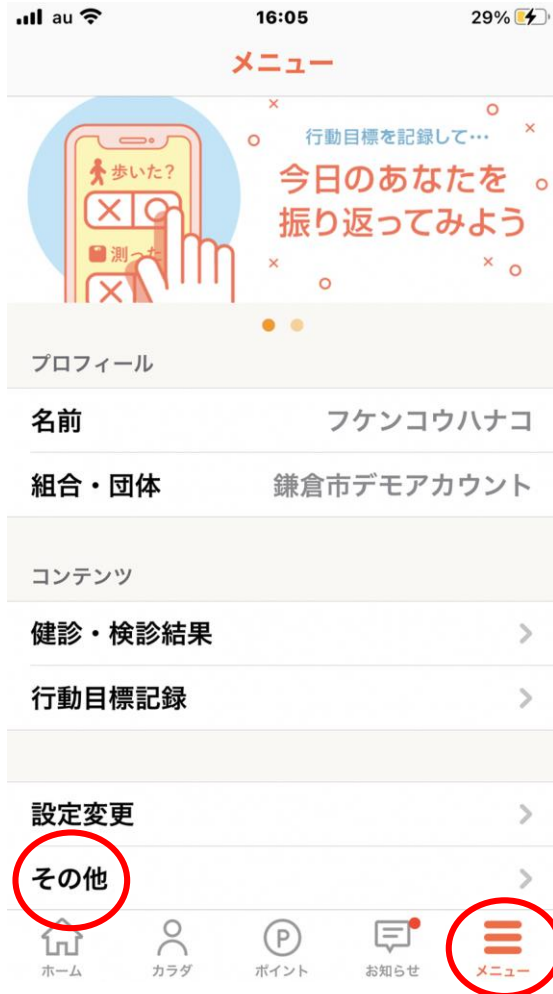 au 16:05 29%
メニュー
行動目標を記録して…
今日のあなたを
振り返ってみよう
歩いた?
測った
プロフィール
名前 フケンコウハナコ
組合・団体 鎌倉市デモアカウント
コンテンツ
健診・検診結果
行動目標記録
設定変更
その他
P
ホーム カラダ ポイント お知らせ メニュー